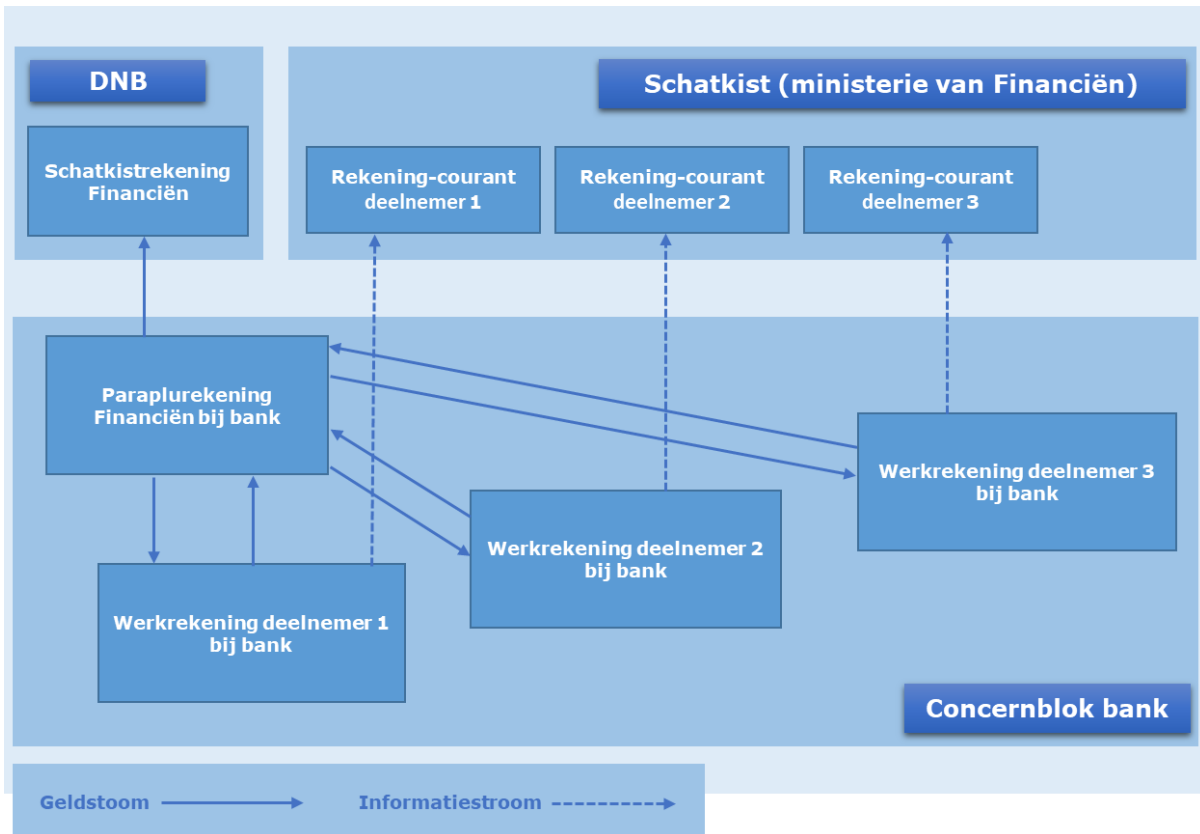 DNB
Schatkist (ministerie van Financiën)
Schatkistrekening
Financiën
Rekening-courant
deelnemer 1
Rekening-courant
deelnemer 2
Rekening-courant
deelnemer 3
Paraplurekening
Financiën bij bank
Werkrekening deelnemer 3
bij bank
Werkrekening deelnemer 2
bij bank
Werkrekening deelnemer 1
bij bank
Concernblok bank
Geldstoom
Informatiestroom